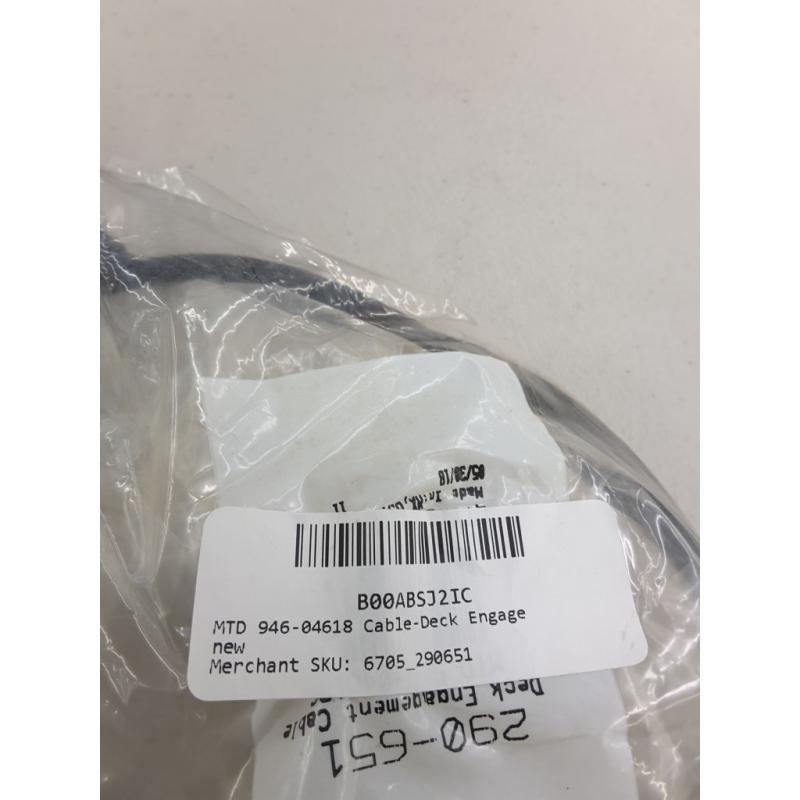 05/30/18
B00ABSJ2IC
MTD 946-04618 Cable-Deck Engage
new
Merchant SKU: 6705_290651
Deck Engagement Cable
290-651